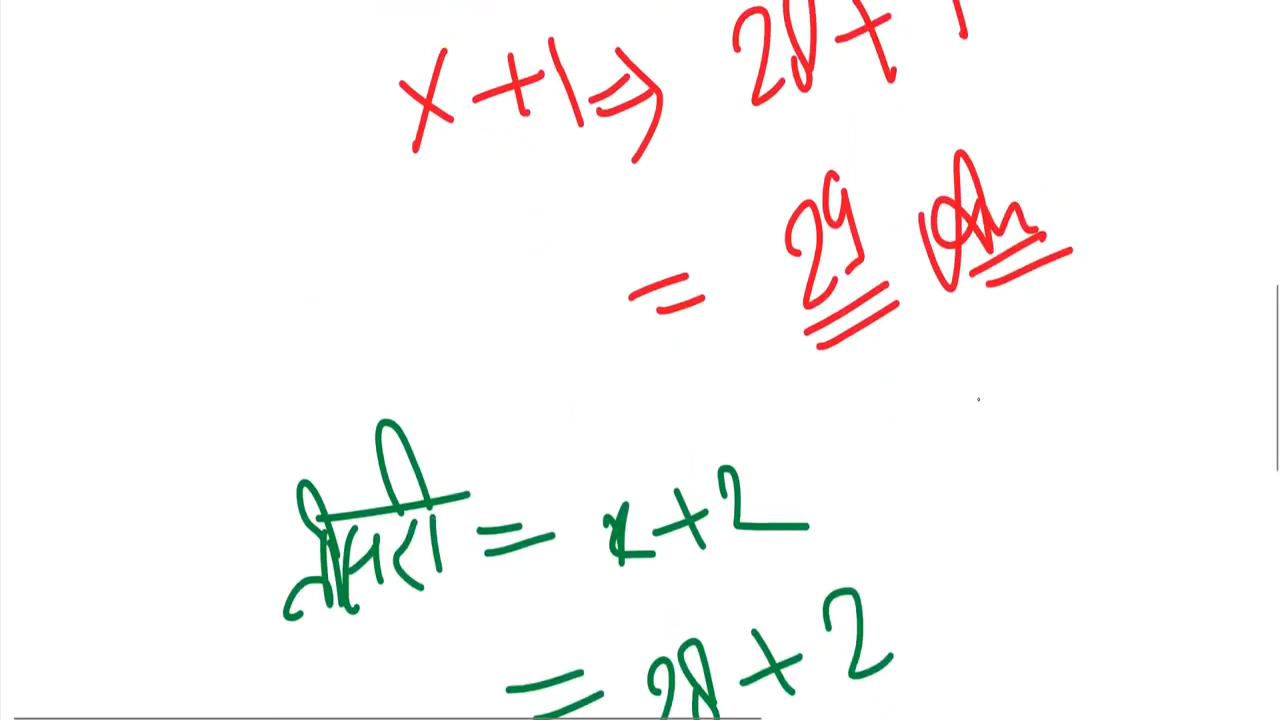 x + 1 ⇒ 28 + 1
= 29 Ans
तीसरी = x + 2
= 28 + 2